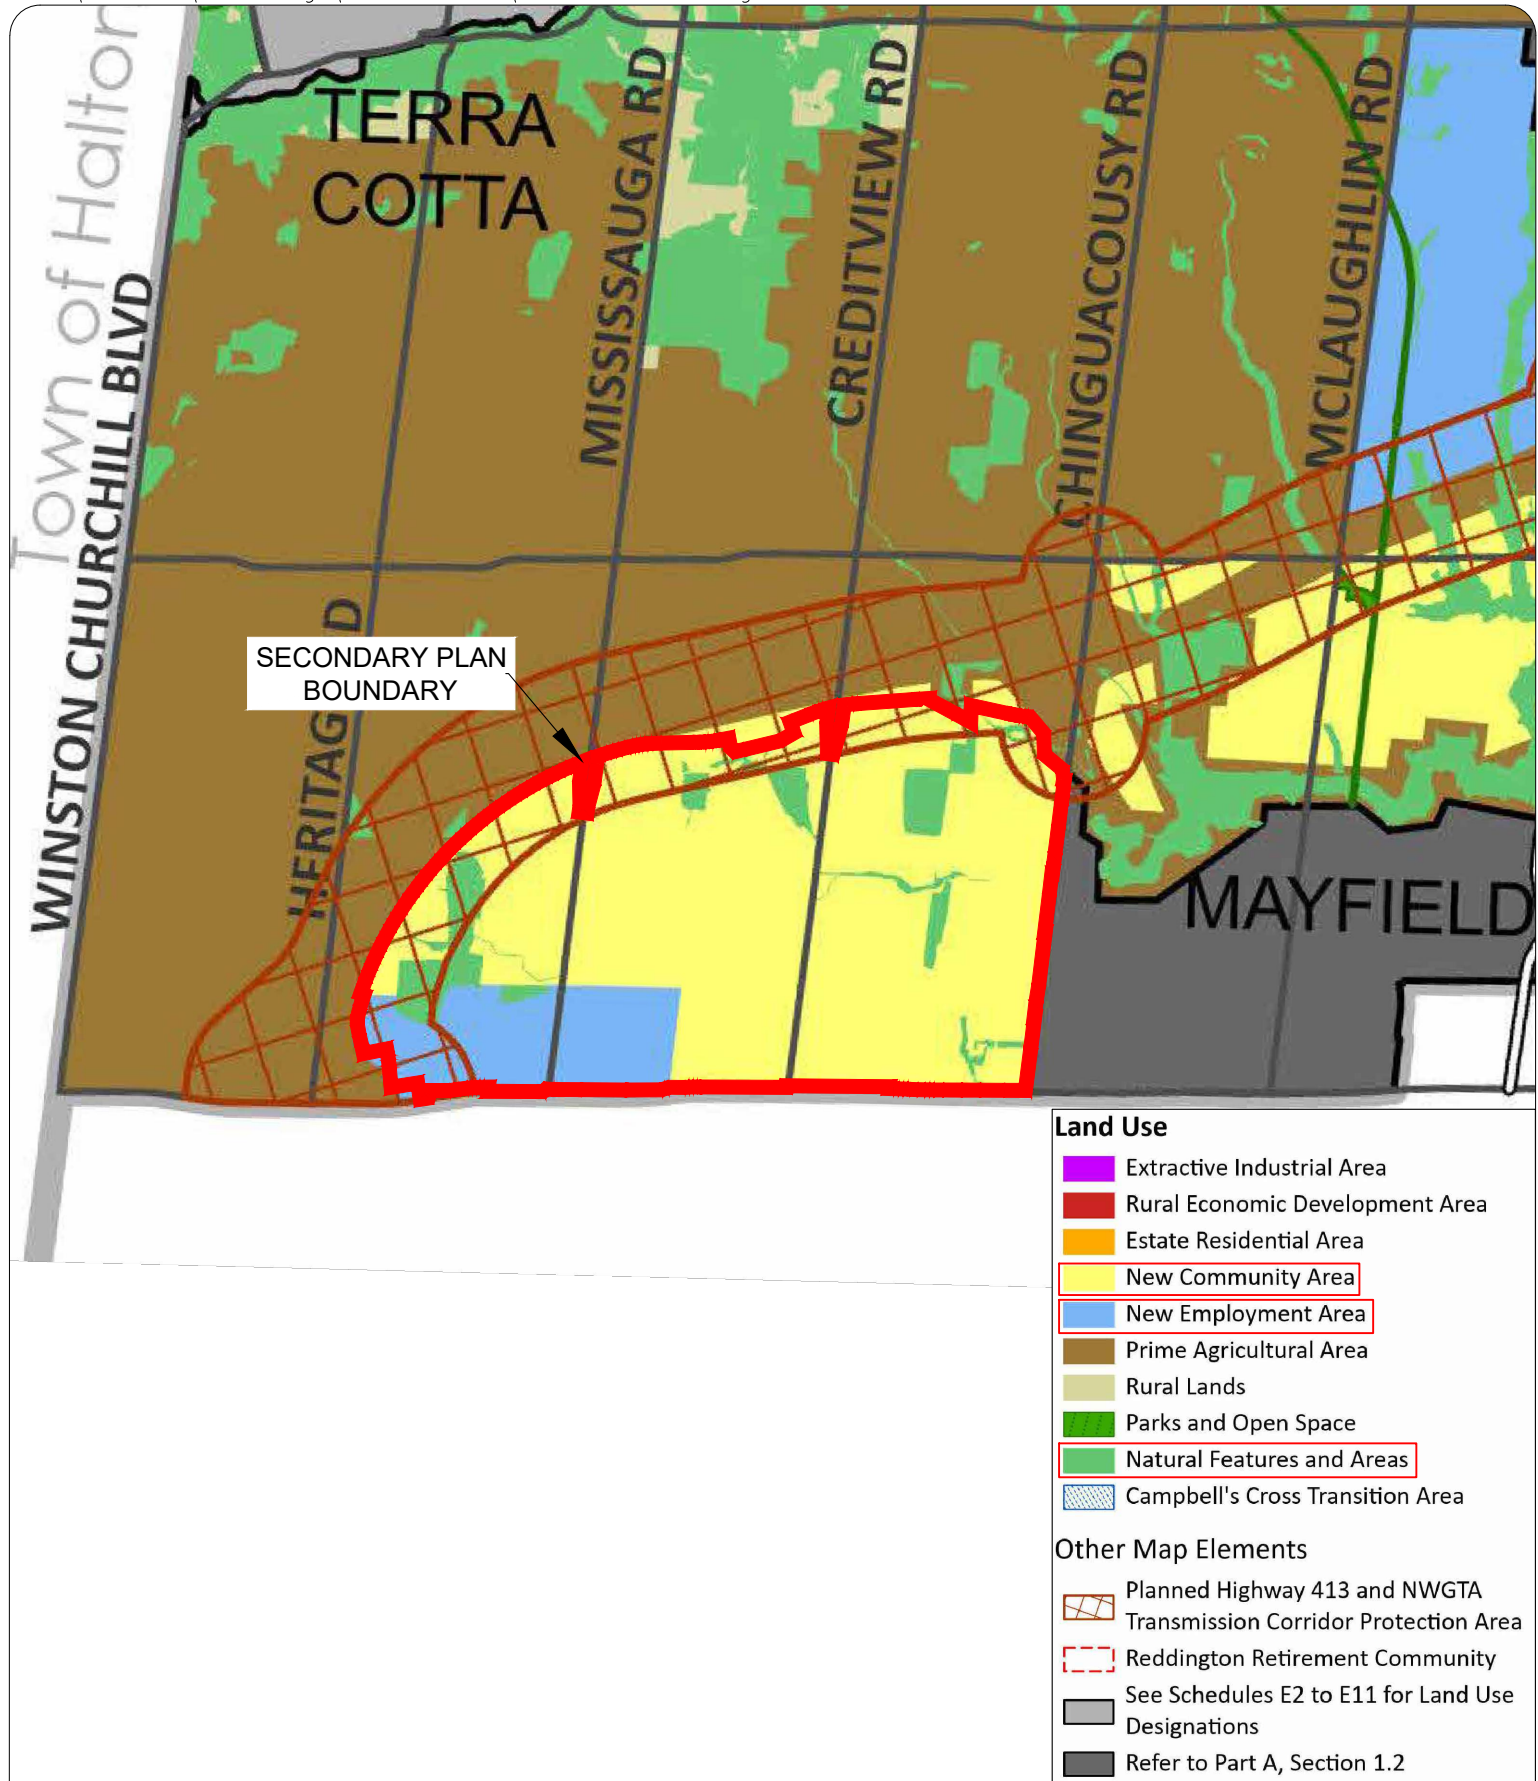 TERRA
COTTA
Town of Halton
WINSTON CHURCHILL BLVD
MISSISSAUGA RD
CREDITVIEW RD
CHINGUACOUSY RD
MCLAUGHLIN RD
SECONDARY PLAN
BOUNDARY
MAYFIELD
Land Use
Extractive Industrial Area
Rural Economic Development Area
Estate Residential Area
New Community Area
New Employment Area
Prime Agricultural Area
Rural Lands
Parks and Open Space
Natural Features and Areas
Campbell's Cross Transition Area
Other Map Elements
Planned Highway 413 and NWGTA
Transmission Corridor Protection Area
Reddington Retirement Community
See Schedules E2 to E11 for Land Use
Designations
Refer to Part A, Section 1.2